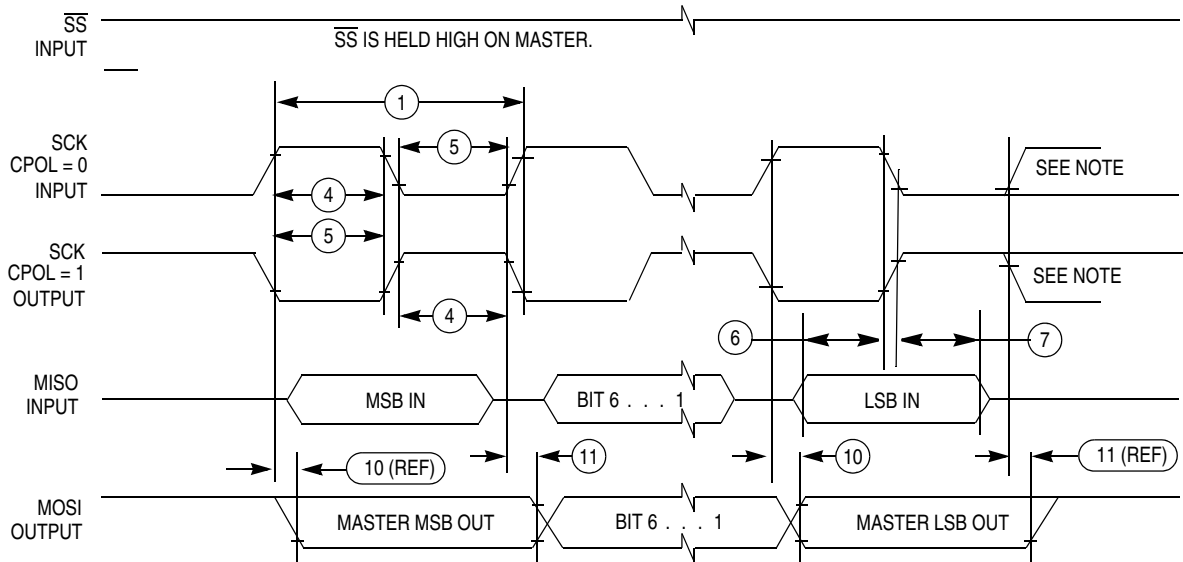 SS
INPUT
SS IS HELD HIGH ON MASTER.
1
SCK
CPOL = 0
INPUT
5
SEE NOTE
4
5
SCK
CPOL = 1
OUTPUT
SEE NOTE
4
6
7
MISO
INPUT
MSB IN
BIT 6 . . . 1
LSB IN
10 (REF)
11
10
11 (REF)
MOSI
OUTPUT
MASTER MSB OUT
BIT 6 . . . 1
MASTER LSB OUT